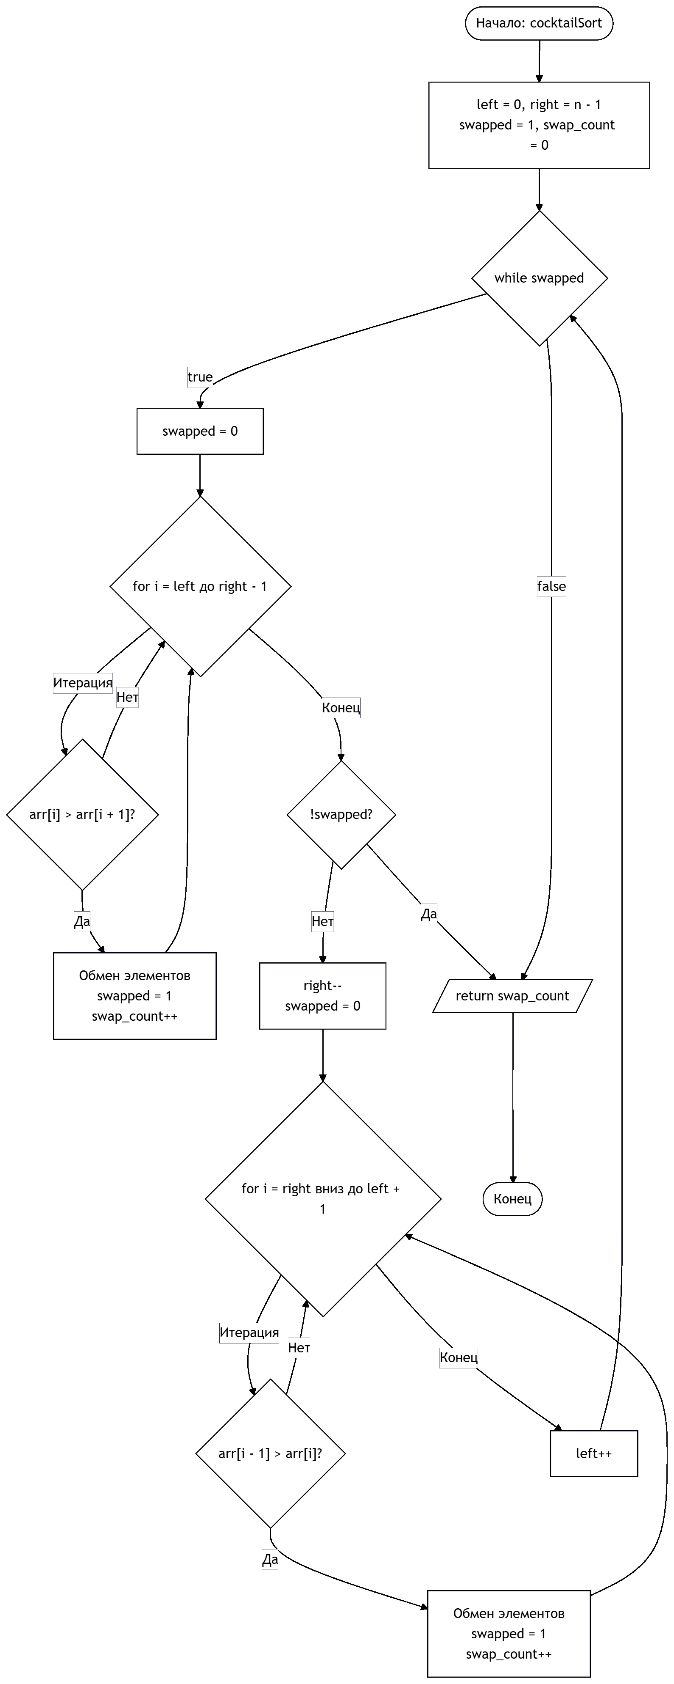 Начало: cocktailSort
left = 0, right = n - 1
swapped = 1, swap_count
= 0
while swapped
true
swapped = 0
for i = left до right - 1
false
Итерация
Нет
Конец
arr[i] > arr[i + 1]?
!swapped?
Да
Нет
Да
Обмен элементов
swapped = 1
swap_count++
right--
swapped = 0
return swap_count
for i = right вниз до left +
1
Конец
Итерация
Нет
Конец
arr[i - 1] > arr[i]?
left++
Да
Обмен элементов
swapped = 1
swap_count++